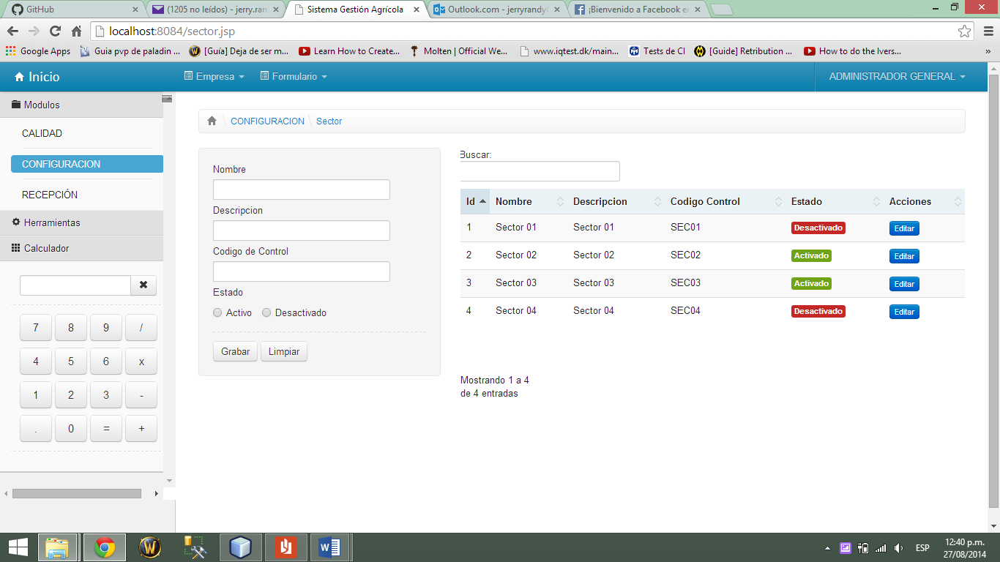 GitHub
(1205 no leídos) - jerry.ran
Sistema Gestión Agrícola
Outlook.com - jerryrandy
¡Bienvenido a Facebook e
localhost:8084/sector.jsp
Google Apps
Guia pvp de paladin ...
[Guía] Deja de ser m...
Learn How to Create...
Molten | Official We...
www.iqtest.dk/main...
Tests de CI
[Guide] Retribution ...
How to do the Ivers...
»
Inicio
Empresa
Formulario
ADMINISTRADOR GENERAL
Modulos
CALIDAD
CONFIGURACION
RECEPCIÓN
Herramientas
Calculador
7 8 9 /
4 5 6 x
1 2 3 -
. 0 = +
CONFIGURACION \ Sector
Nombre
Descripcion
Codigo de Control
Estado
Activo Desactivado
Grabar Limpiar
Buscar:
Id Nombre Descripcion Codigo Control Estado Acciones
1 Sector 01 Sector 01 SEC01 Desactivado Editar
2 Sector 02 Sector 02 SEC02 Activado Editar
3 Sector 03 Sector 03 SEC03 Activado Editar
4 Sector 04 Sector 04 SEC04 Desactivado Editar
Mostrando 1 a 4
de 4 entradas
ESP
12:40 p.m.
27/08/2014